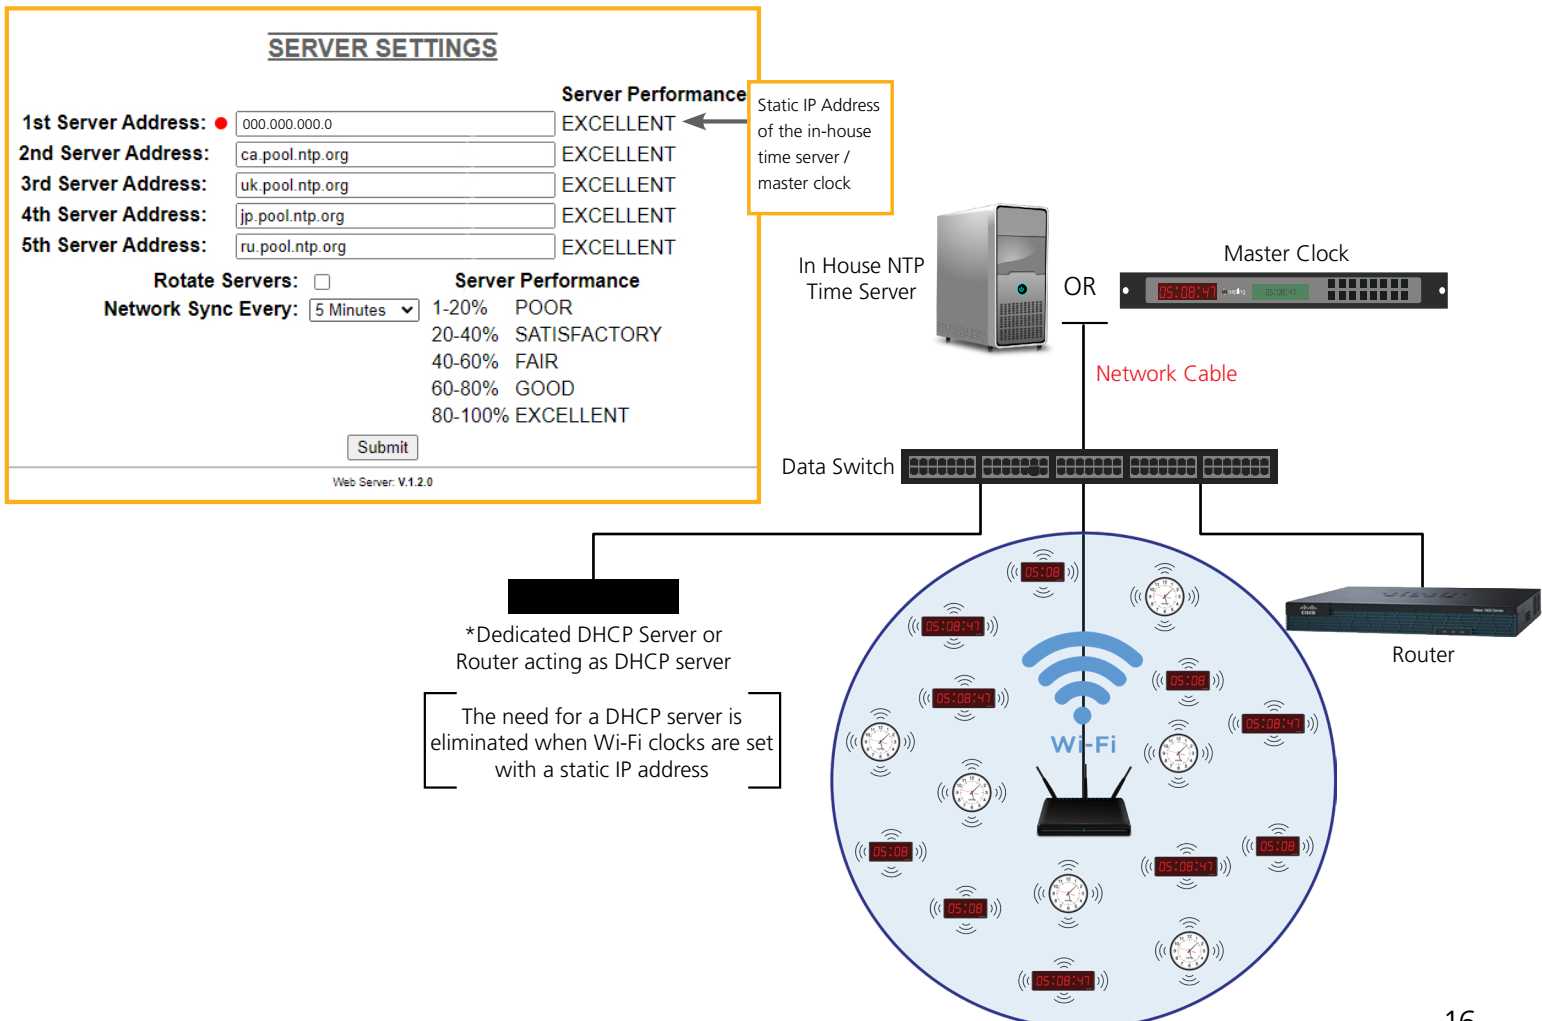 SERVER SETTINGS
Server Performance
1st Server Address: 000.000.000.0 EXCELLENT
2nd Server Address: ca.pool.ntp.org EXCELLENT
3rd Server Address: uk.pool.ntp.org EXCELLENT
4th Server Address: jp.pool.ntp.org EXCELLENT
5th Server Address: ru.pool.ntp.org EXCELLENT
Rotate Servers: Server Performance
Network Sync Every: 5 Minutes 1-20% POOR
20-40% SATISFACTORY
40-60% FAIR
60-80% GOOD
80-100% EXCELLENT
Submit
Web Server: V.1.2.0
Static IP Address
of the in-house
time server /
master clock
In House NTP
Time Server
OR
Master Clock
05:08:47
05:08:47
Network Cable
Data Switch
*Dedicated DHCP Server or
Router acting as DHCP server
The need for a DHCP server is
eliminated when Wi-Fi clocks are set
with a static IP address
CISCO
Router
05:08
05:08:47
05:08
05:08:47
05:08:47
Wi-Fi
05:08
05:08
05:08:47
05:08
05:08:47
16